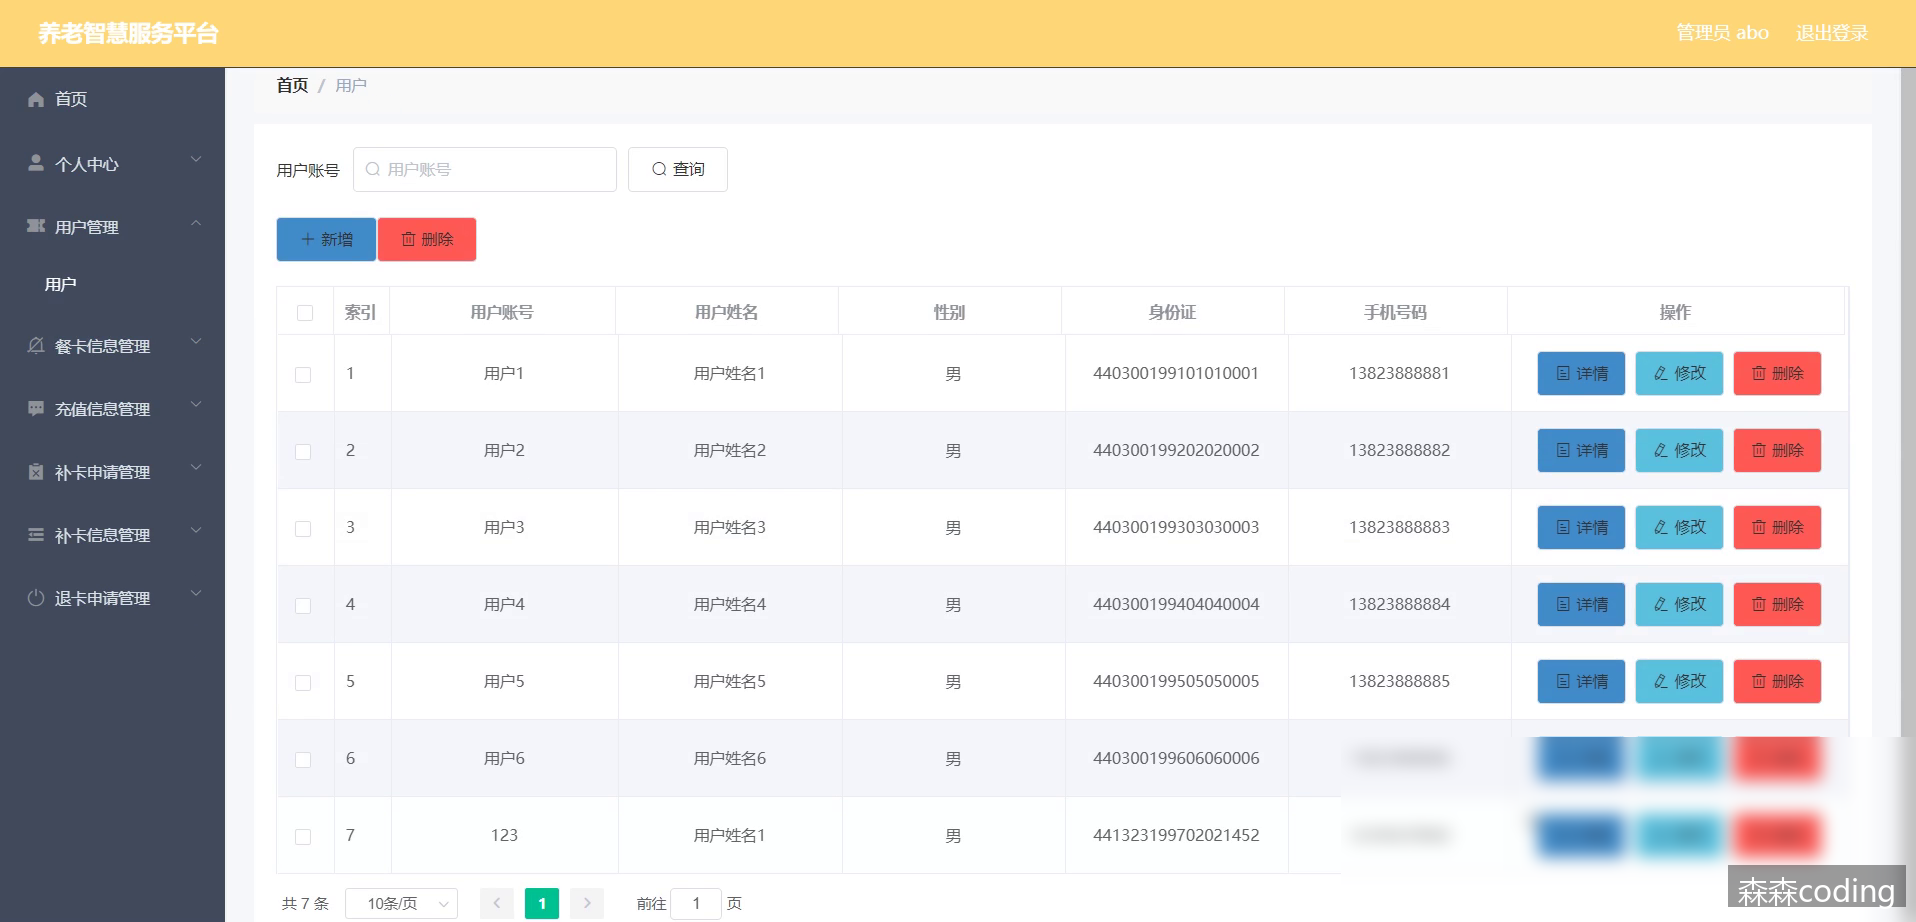 养老智慧服务平台 管理员 abo 退出登录
首页 / 用户
首页
个人中心
用户管理
用户
餐卡信息管理
充值信息管理
补卡申请管理
补卡信息管理
退卡申请管理
用户账号 用户账号 查询
新增 删除
索引 用户账号 用户姓名 性别 身份证 手机号码 操作
1 用户1 用户姓名1 男 440300199101010001 13823888881 详情 修改 删除
2 用户2 用户姓名2 男 440300199202020002 13823888882 详情 修改 删除
3 用户3 用户姓名3 男 440300199303030003 13823888883 详情 修改 删除
4 用户4 用户姓名4 男 440300199404040004 13823888884 详情 修改 删除
5 用户5 用户姓名5 男 440300199505050005 13823888885 详情 修改 删除
6 用户6 用户姓名6 男 440300199606060006
7 123 用户姓名1 男 441323199702021452
共 7 条 10条/页 1 前往 1 页
森森coding